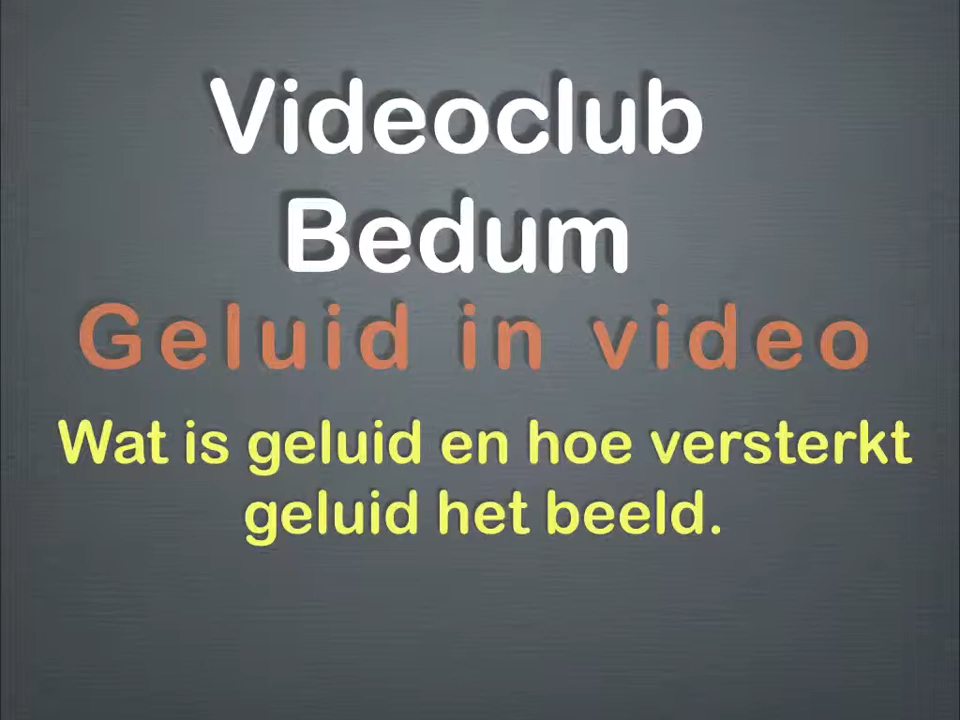 Videoclub
Bedum
Geluid in video
Wat is geluid en hoe versterkt
geluid het beeld.